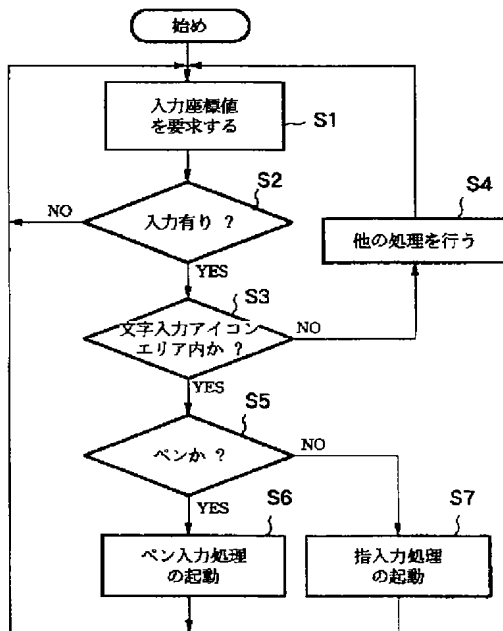 始め
入力座標値
を要求する
S1
S2
入力有り ?
NO
YES
S4
他の処理を行う
S3
文字入力アイコン
エリア内か ?
NO
YES
S5
ペンか ?
NO
YES
S6
ペン入力処理
の起動
S7
指入力処理
の起動